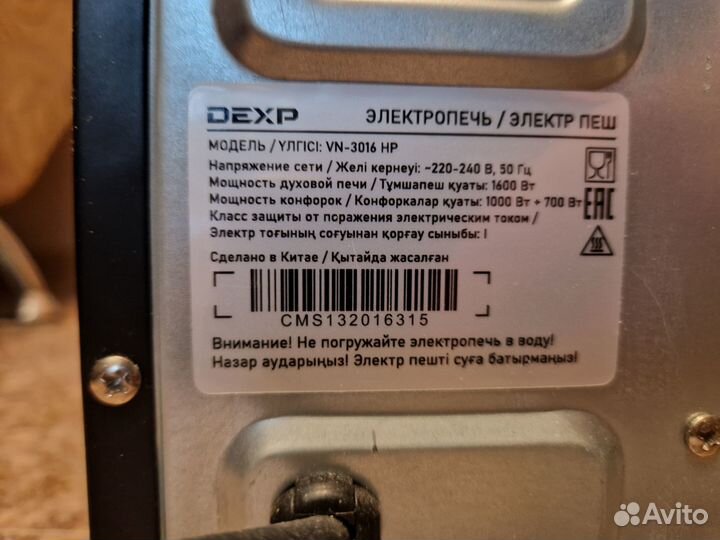 DEXP
ЭЛЕКТРОПЕЧЬ / ЭЛЕКТР ПЕШ
МОДЕЛЬ / ҮЛГІСІ: VN-3016 HP
Напряжение сети / Желі кернеуі: ~220-240 В, 50 Гц
Мощность духовой печи / Тұмшапеш қуаты: 1600 Вт
Мощность конфорок / Конфоркалар қуаты: 1000 Вт + 700 Вт
Класс защиты от поражения электрическим током /
Электр тоғының соғуынан қорғау сыныбы: I
EAC
Сделано в Китае / Қытайда жасалған
CMS132016315
Внимание! Не погружайте электропечь в воду!
Назар аударыңыз! Электр пешті суға батырмаңыз!
Avito